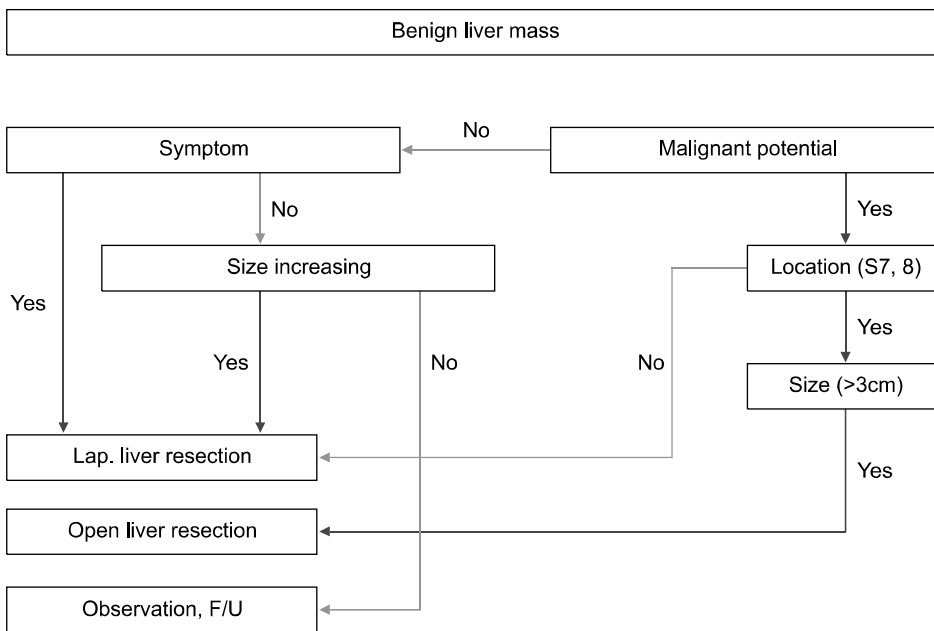 Benign liver mass
No
Symptom
Malignant potential
No
Yes
Size increasing
Location (S7, 8)
Yes
Yes
Yes
No
No
Size (>3cm)
Lap. liver resection
Yes
Open liver resection
Observation, F/U